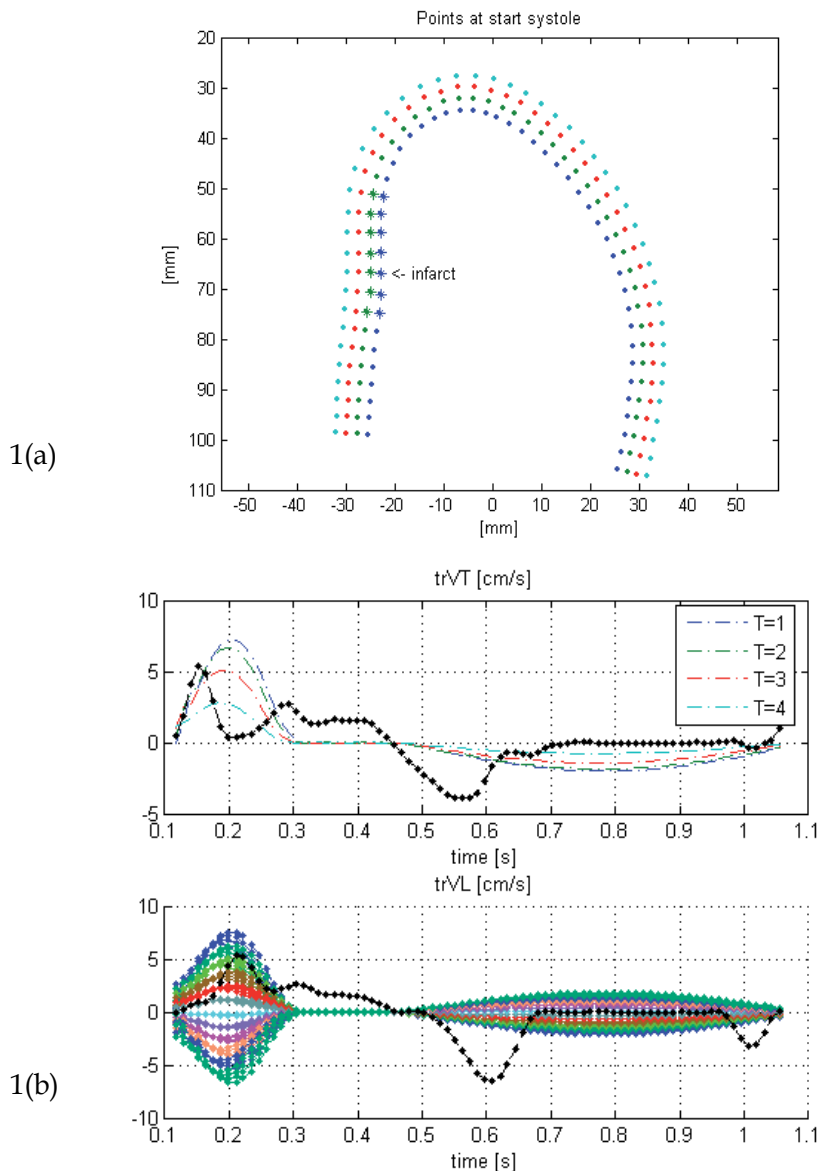 Points at start systole
20
30
40
50
60
70
80
90
100
110
[mm]
<- infarct
-50 -40 -30 -20 -10 0 10 20 30 40 50
[mm]
1(a)
trVT [cm/s]
10
5
0
-5
T=1
T=2
T=3
T=4
0.1 0.2 0.3 0.4 0.5 0.6 0.7 0.8 0.9 1 1.1
time [s]
trVL [cm/s]
10
5
0
-5
-10
0.1 0.2 0.3 0.4 0.5 0.6 0.7 0.8 0.9 1 1.1
time [s]
1(b)